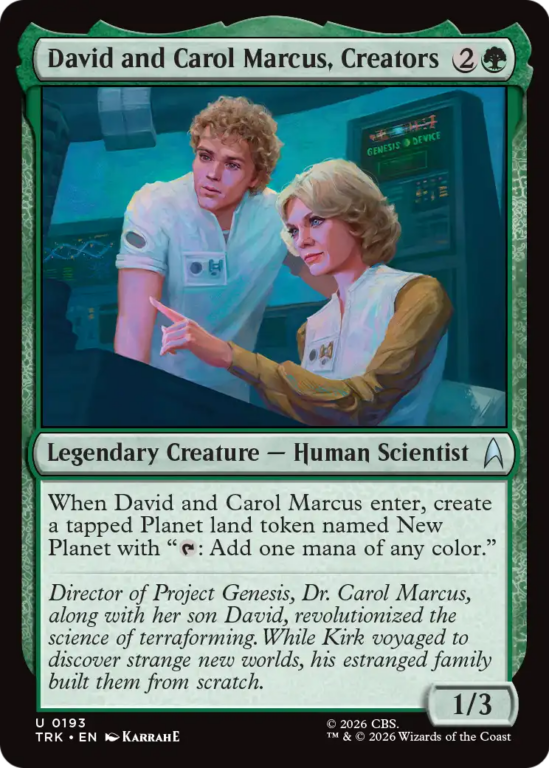 David and Carol Marcus, Creators 2
GENESIS DEVICE
Legendary Creature — Human Scientist
When David and Carol Marcus enter, create
a tapped Planet land token named New
Planet with “: Add one mana of any color.”
Director of Project Genesis, Dr. Carol Marcus,
along with her son David, revolutionized the
science of terraforming. While Kirk voyaged to
discover strange new worlds, his estranged family
built them from scratch.
1/3
U 0193
TRK • EN KARRAHE
© 2026 CBS.
™ & © 2026 Wizards of the Coast